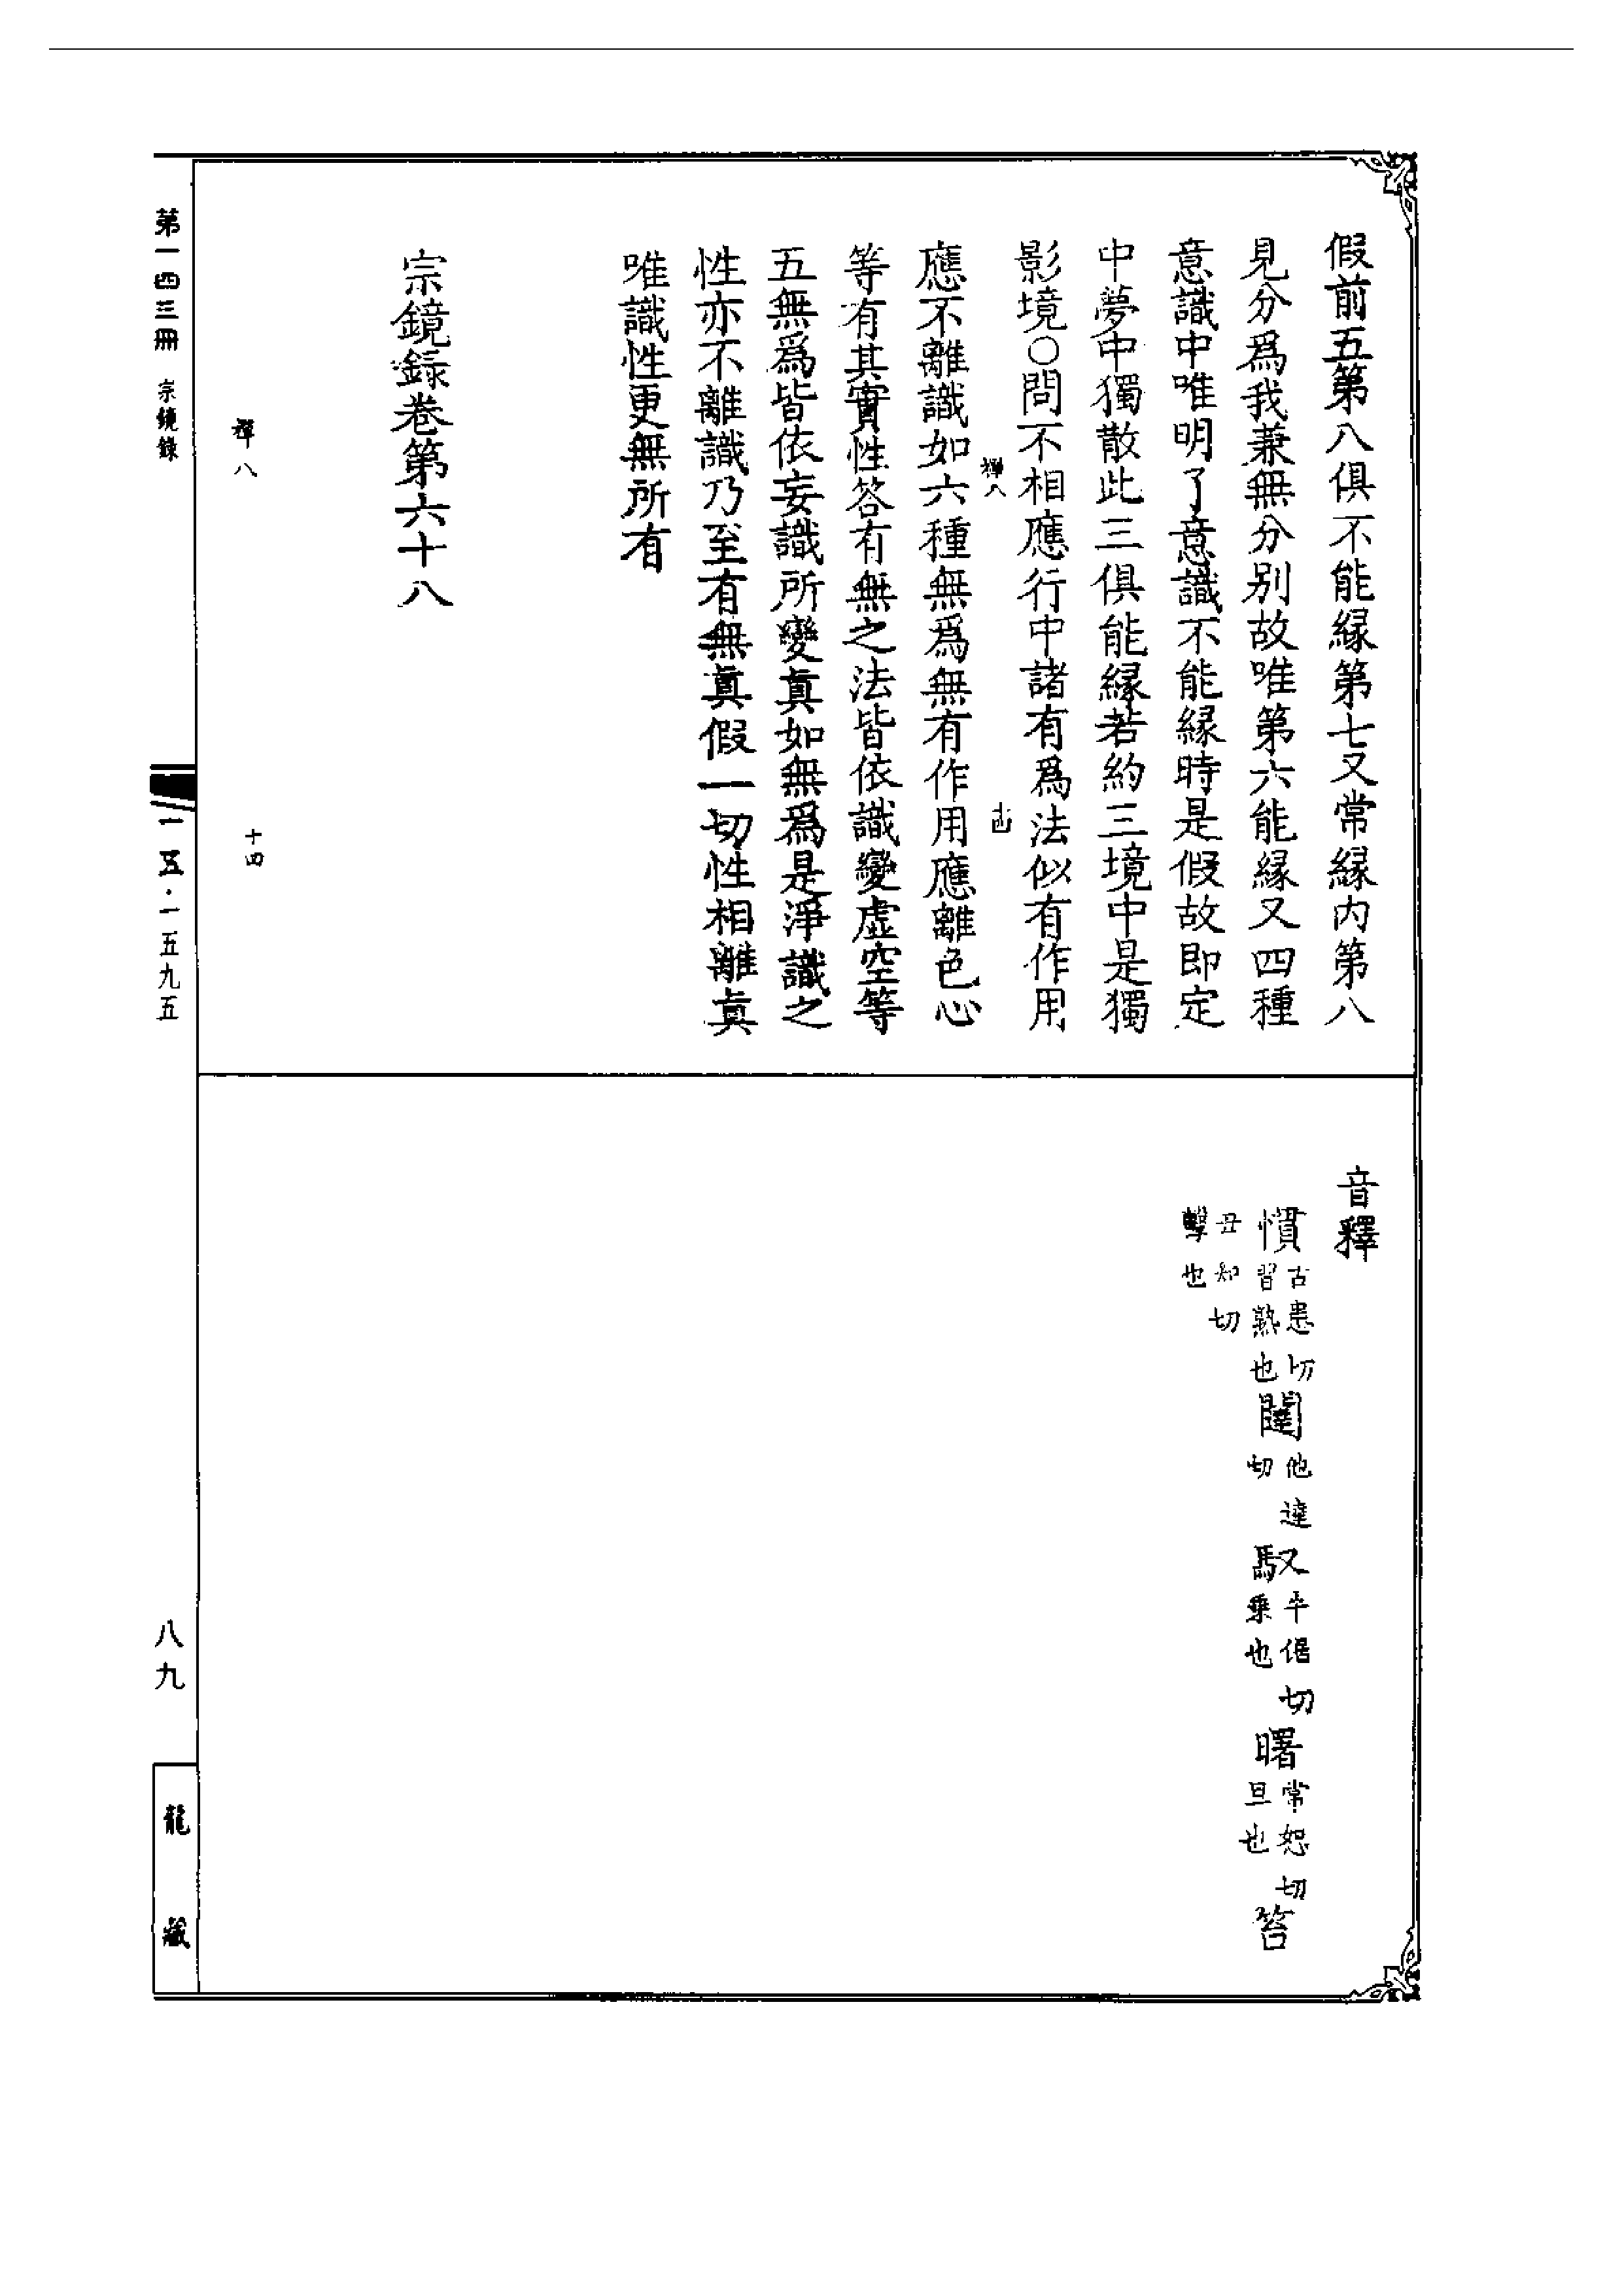 假前五第八俱不能緣第七又常緣內第八
見分爲我兼無分別故唯第六能緣又四種
意識中唯明了意識不能緣時是假故即定
中夢中獨散此三俱能緣若約三境中是獨
影境○問不相應行中諸有爲法似有作用
禪八 十四
應不離識如六種無爲無有作用應離色心
等有其實性答有無之法皆依識變虛空等
五無爲皆依妄識所變真如無爲是淨識之
性亦不離識乃至有無真假一切性相離真
唯識性更無所有
宗鏡錄卷第六十八
禪八 十四
音釋
慣古患切習熟也闥他達切馭牛倨切乘也曙常恕切旦也笞
丑知切擊也
第一四三冊 宗鏡錄
一五·一五九五
八九
龍藏